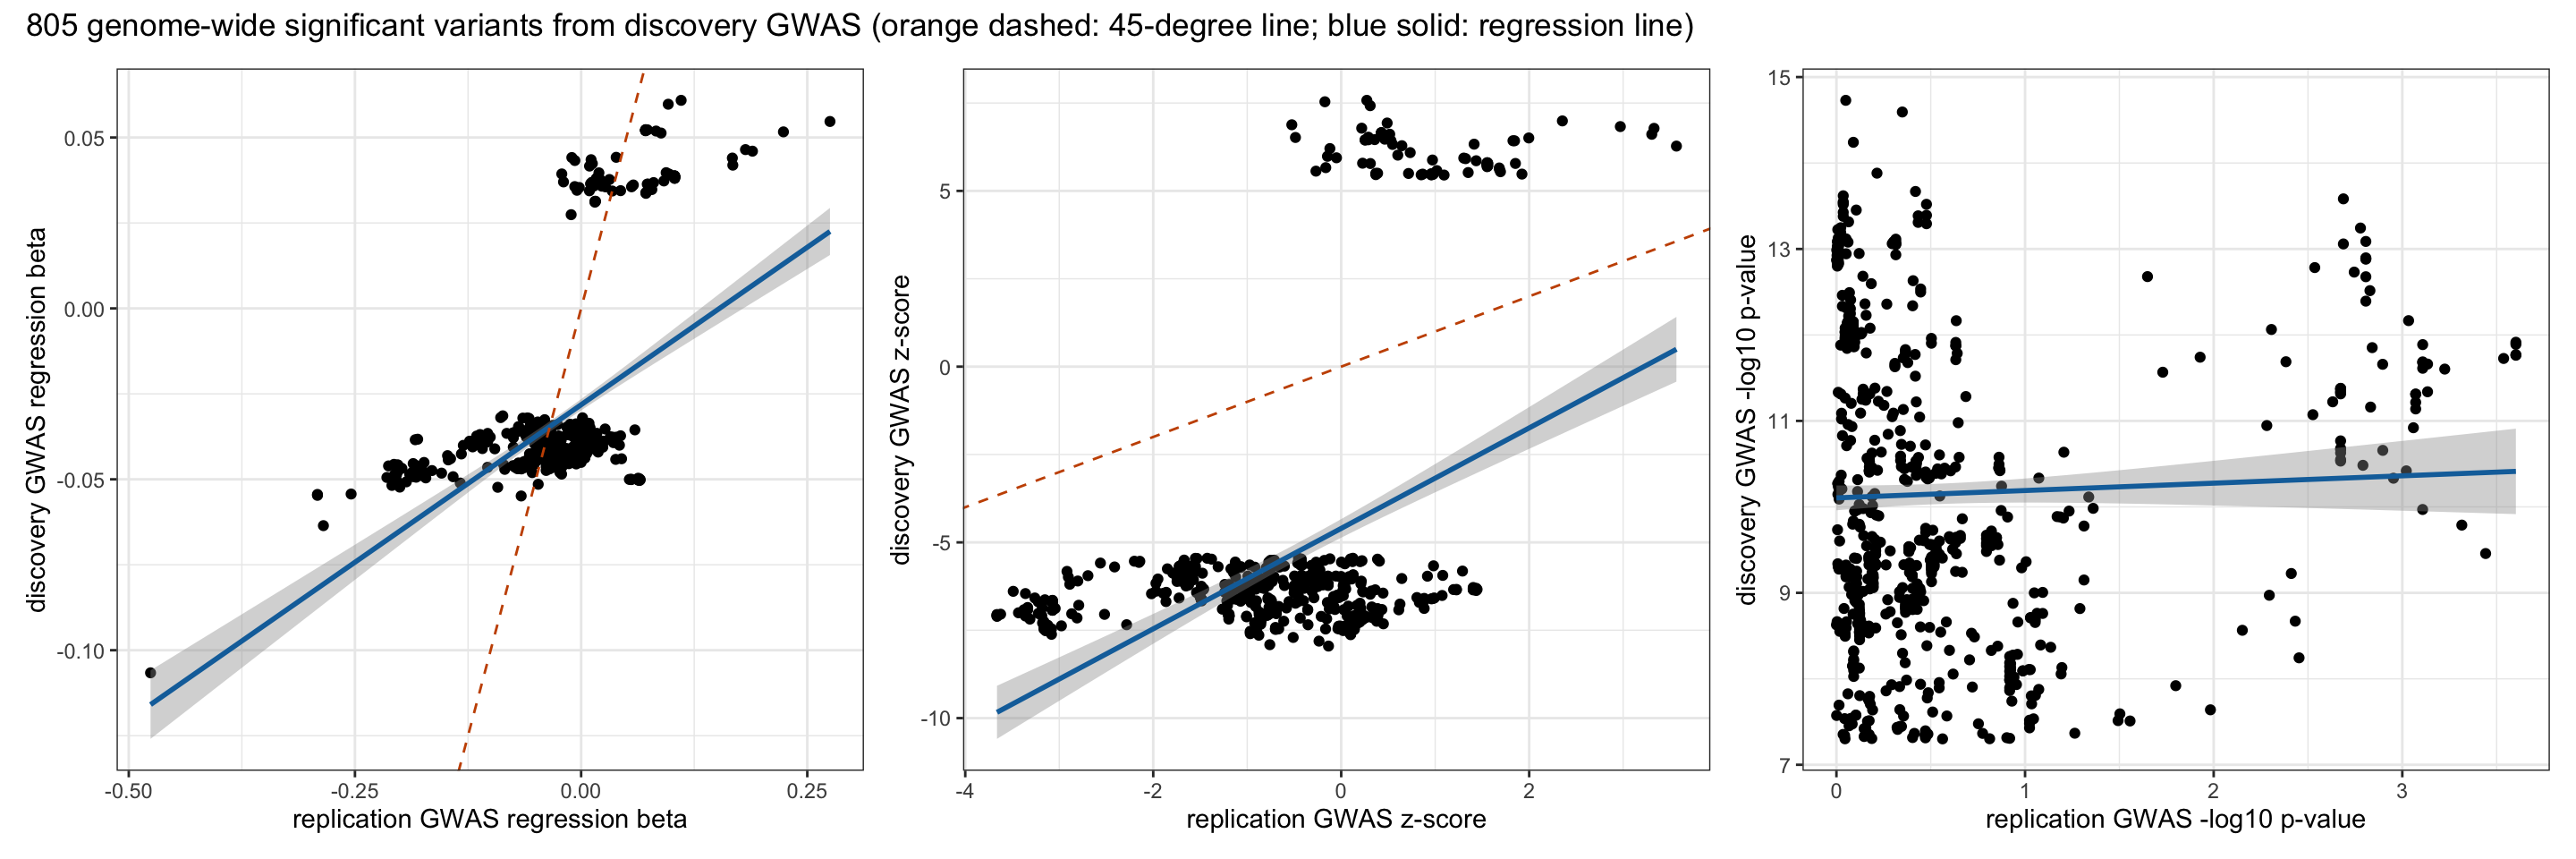 805 genome-wide significant variants from discovery GWAS (orange dashed: 45-degree line; blue solid: regression line)
discovery GWAS regression beta
0.05
0.00
-0.05
-0.10
-0.50 -0.25 0.00 0.25
replication GWAS regression beta
discovery GWAS z-score
5
0
-5
-10
-4 -2 0 2
replication GWAS z-score
discovery GWAS -log10 p-value
15
13
11
9
7
0 1 2 3
replication GWAS -log10 p-value